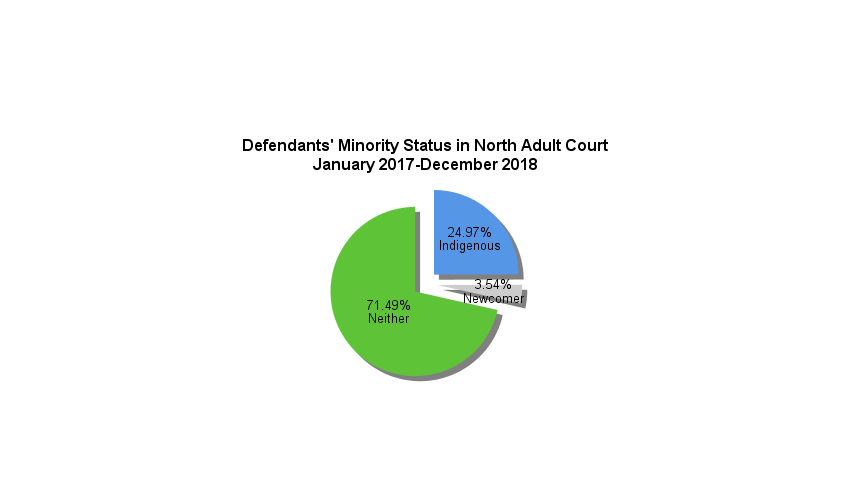 Defendants' Minority Status in North Adult Court
January 2017-December 2018
24.97%
Indigenous
3.54%
Newcomer
71.49%
Neither